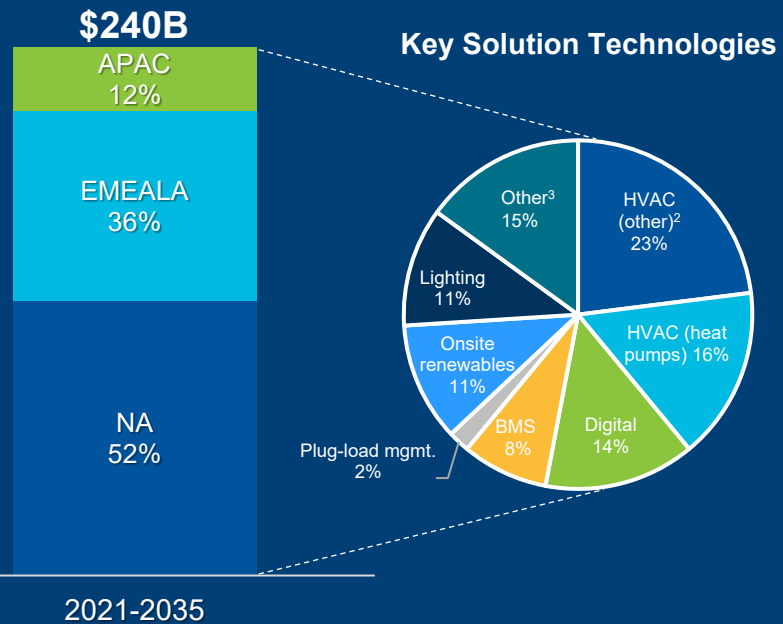 $240B
APAC
12%
EMEALA
36%
NA
52%
2021-2035
Key Solution Technologies
HVAC
(other)²
23%
HVAC (heat
pumps) 16%
Digital
14%
BMS
8%
Plug-load mgmt.
2%
Onsite
renewables
11%
Lighting
11%
Other³
15%